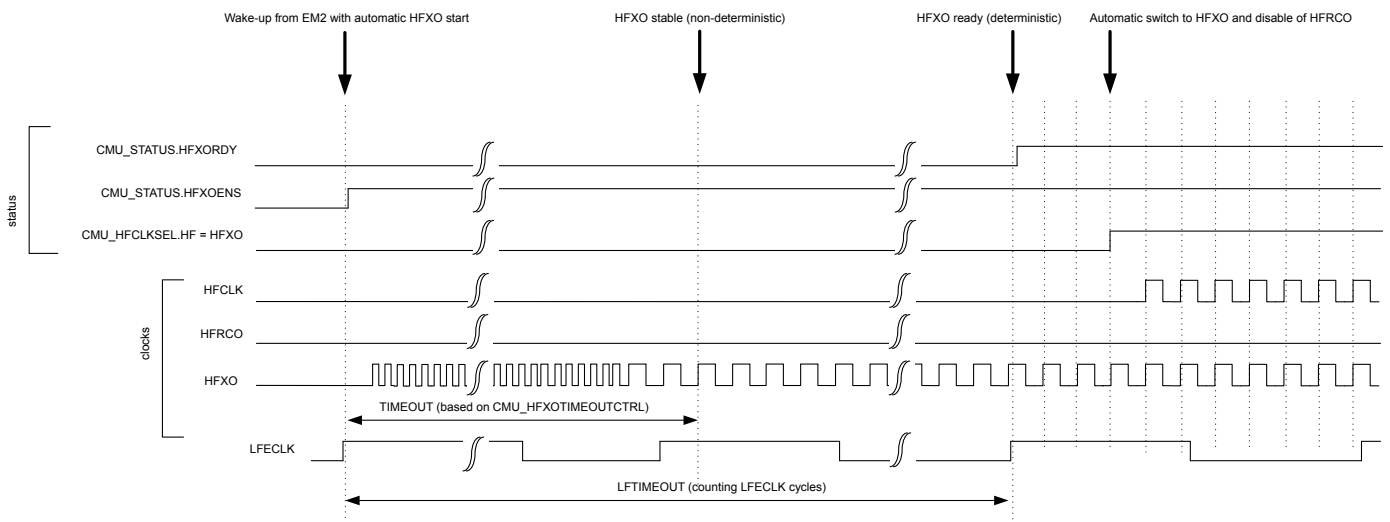 Wake-up from EM2 with automatic HFXO start
HFXO stable (non-deterministic)
HFXO ready (deterministic)
Automatic switch to HFXO and disable of HFRCO
status
CMU_STATUS.HFXORDY
CMU_STATUS.HFXOENS
CMU_HFCLKSEL.HF = HFXO
clocks
HFCLK
HFRCO
HFXO
TIMEOUT (based on CMU_HFXOTIMEOUTCTRL)
LFECLK
LFTIMEOUT (counting LFECLK cycles)